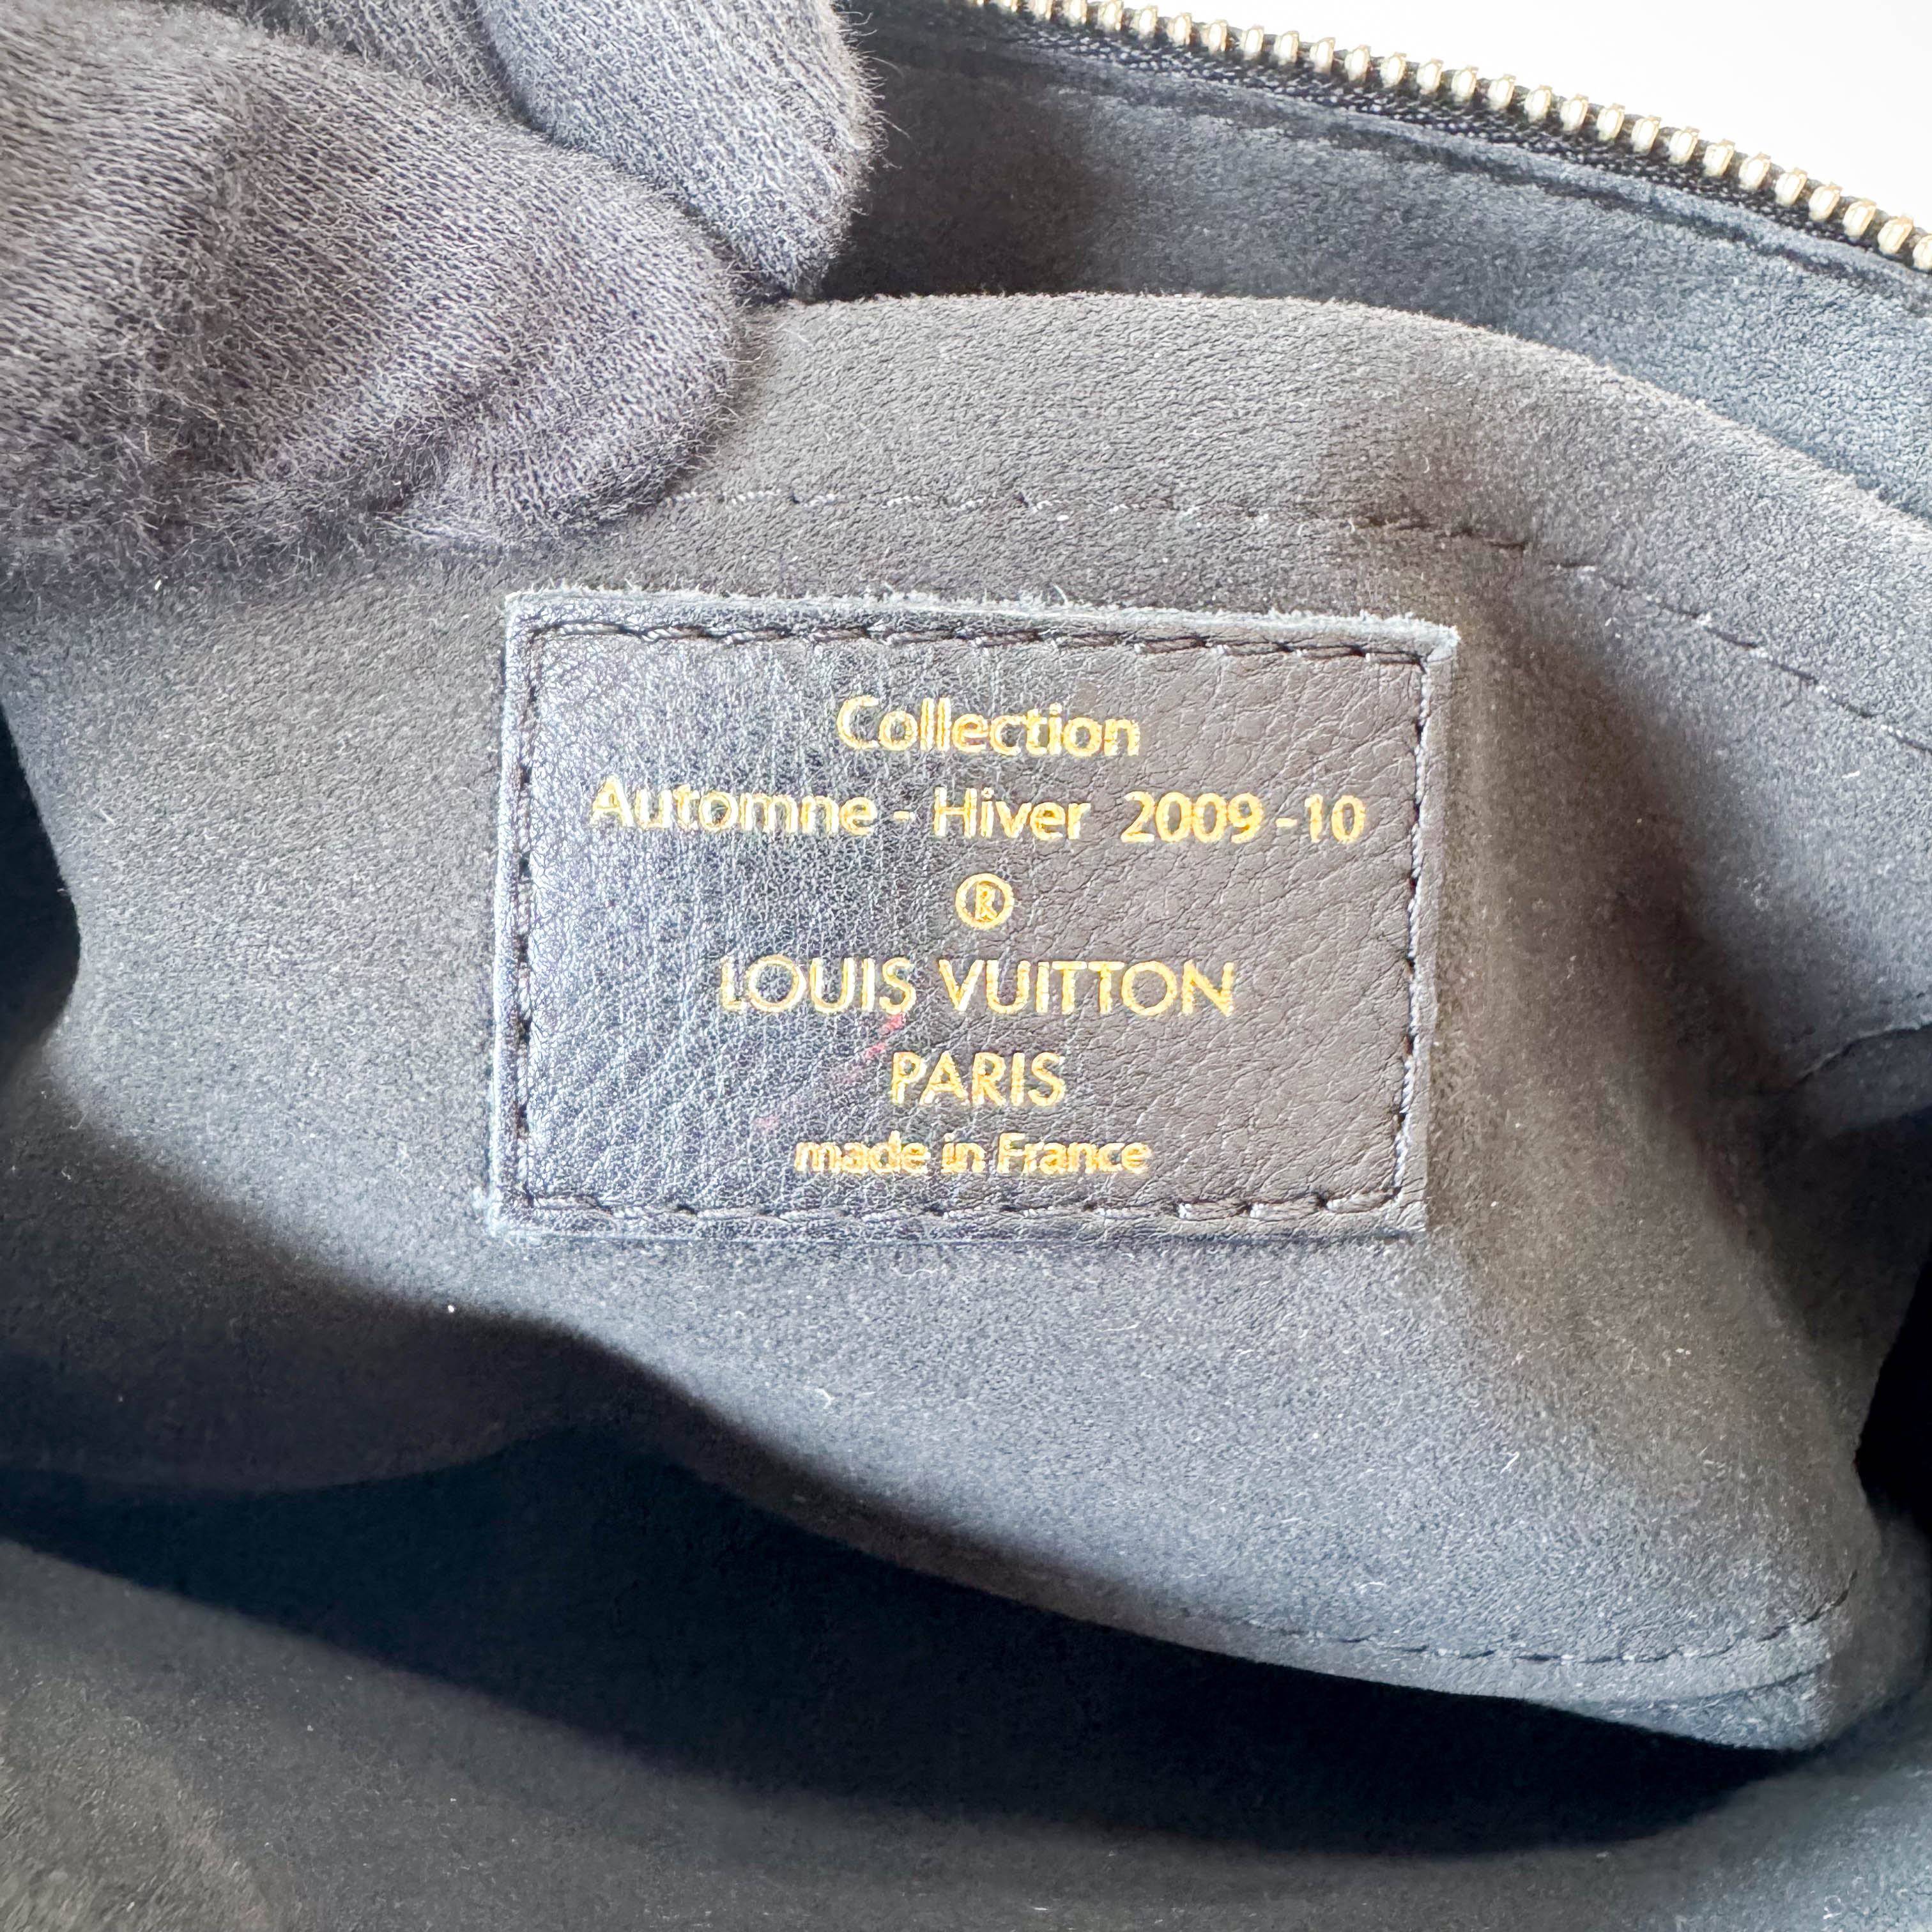 Collection
Automne - Hiver 2009-10
®
LOUIS VUITTON
PARIS
made in France